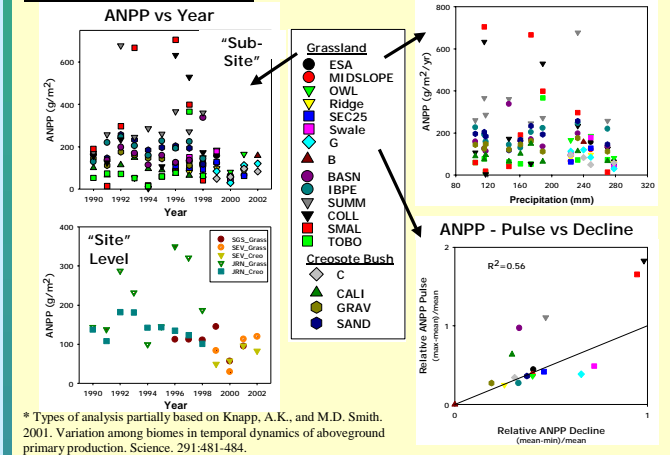 ANPP vs Year
“Sub-
Site”
ANPP (g/m2)
600
400
200
0
1990 1992 1994 1996 1998 2000 2002
Year
“Site”
Level
SGS_Grass
SEV_Grass
SEV_Creo
JRN_Grass
JRN_Creo
ANPP (g/m2)
400
300
200
100
0
1990 1992 1994 1996 1998 2000 2002
Year
Grassland
ESA
MIDSLOPE
OWL
Ridge
SEC25
Swale
G
B
BASN
IBPE
SUMM
COLL
SMAL
TOBO
Creosote Bush
C
CALI
GRAV
SAND
ANPP (g/m2/yr)
800
600
400
200
0
80 120 160 200 240 280 320
Precipitation (mm)
ANPP - Pulse vs Decline
R2=0.56
Relative ANPP Pulse
(max-mean)/mean
2
1
0
0 1
Relative ANPP Decline
(mean-min)/mean
* Types of analysis partially based on Knapp, A.K., and M.D. Smith.
2001. Variation among biomes in temporal dynamics of aboveground
primary production. Science. 291:481-484.